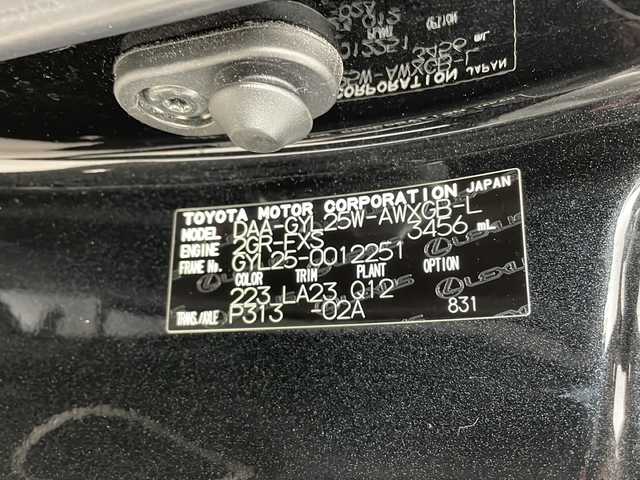 TOYOTA MOTOR CORPORATION JAPAN
MODEL DAA-GYL25W-AWXGB-L
ENGINE 2GR-FXS 3456 mL
FRAME No. GYL25-0012251
COLOR TRIM PLANT OPTION
223 LA23 Q12
TRANS./AXLE P313 -02A 831
LEXUS